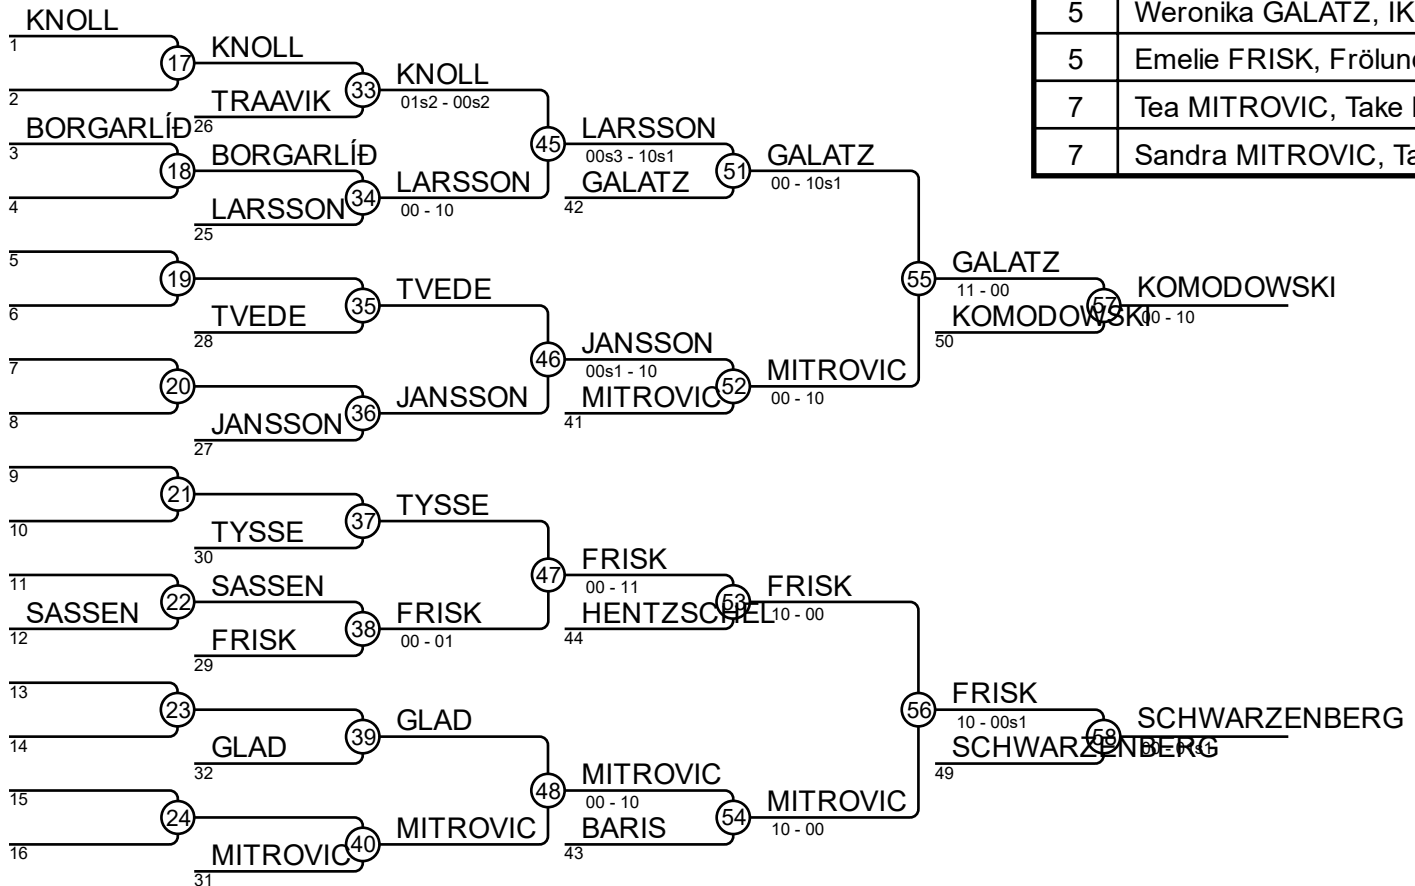 5 Weronika GALATZ, IK
5 Emelie FRISK, Frölund
7 Tea MITROVIC, Take
7 Sandra MITROVIC, Ta
KNOLL
1
17 KNOLL
2
33 KNOLL
01s2 - 00s2
TRAAVIK
26
BORGARLÍÐ
3
18 BORGARLÍÐ
4
34 LARSSON
00 - 10
LARSSON
25
45 LARSSON
00s3 - 10s1
GALATZ
42
51 GALATZ
00 - 10s1
5
19
6
TVEDE
28
35 TVEDE
7
20
8
JANSSON
27
36 JANSSON
46 JANSSON
00s1 - 10
MITROVIC
41
52 MITROVIC
00 - 10
55 GALATZ
11 - 00
KOMODOWSKI
50
57 KOMODOWSKI
00 - 10
9
21
10
TYSSE
30
37 TYSSE
11
22 SASSEN
SASSEN
12
FRISK
29
38 FRISK
00 - 01
47 FRISK
00 - 11
HENTZSCHEL
44
53 FRISK
10 - 00
13
23
14
GLAD
32
39 GLAD
15
24
16
MITROVIC
31
40 MITROVIC
48 MITROVIC
00 - 10
BARIS
43
54 MITROVIC
10 - 00
56 FRISK
10 - 00s1
SCHWARZENBERG
49
58 SCHWARZENBERG